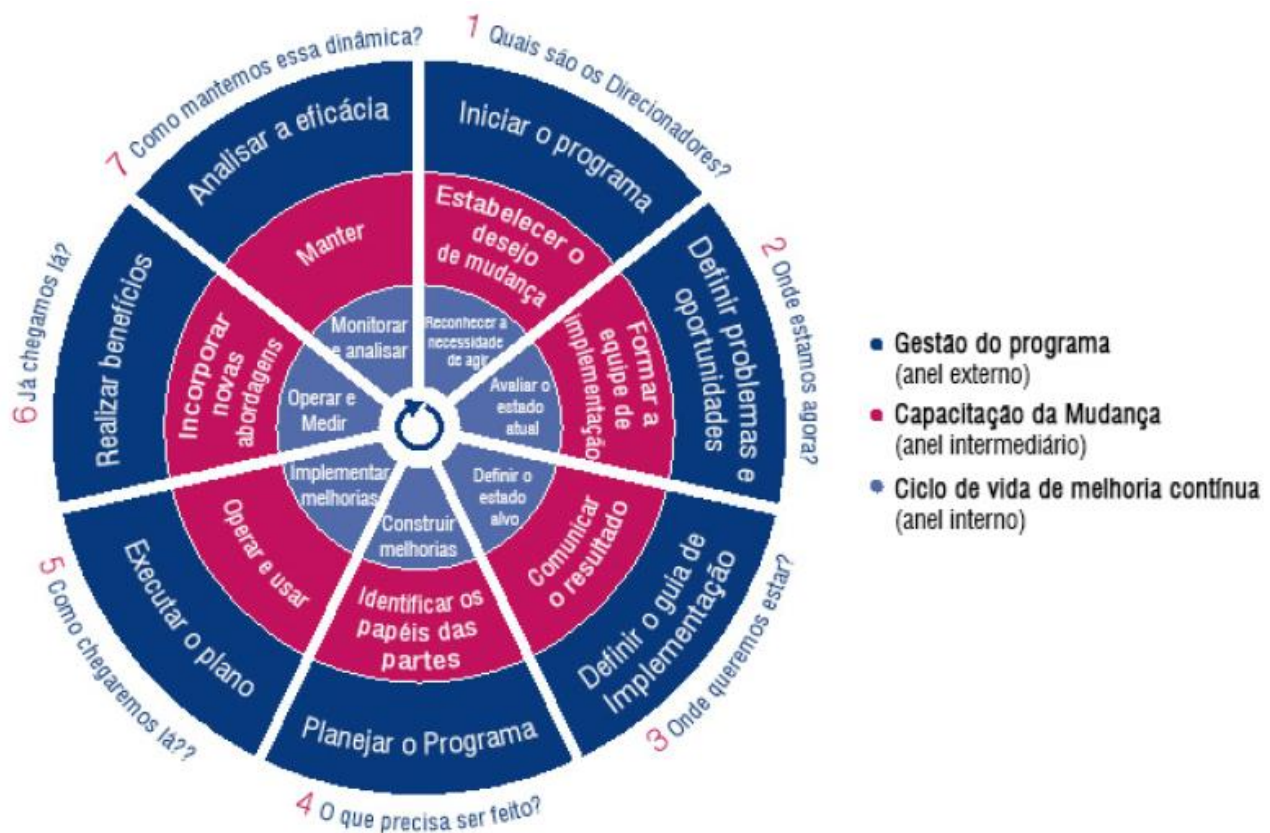 1 Quais são os Direcionadores?
Iniciar o programa
Estabelecer o
desejo
de mudança
Reconhecer a
necessidade
de agir
2 Onde estamos agora?
Definir problemas e
oportunidades
Formar a
equipe de
implementação
Avaliar o
estado
atual
3 Onde queremos estar?
Definir o guia de
Implementação
Comunicar
o resultado
Definir o
estado
alvo
4 O que precisa ser feito?
Planejar o Programa
Identificar os
papéis das
partes
Construir
melhorias
5 Como chegaremos lá??
Executar o plano
Operar e usar
Implementar
melhorias
6 Já chegamos lá?
Realizar benefícios
Incorporar
novas
abordagens
Operar e
Medir
7 Como mantemos essa dinâmica?
Analisar a eficácia
Manter
Monitorar
e analisar
Gestão do programa
(anel externo)
Capacitação da Mudança
(anel intermediário)
Ciclo de vida de melhoria contínua
(anel interno)